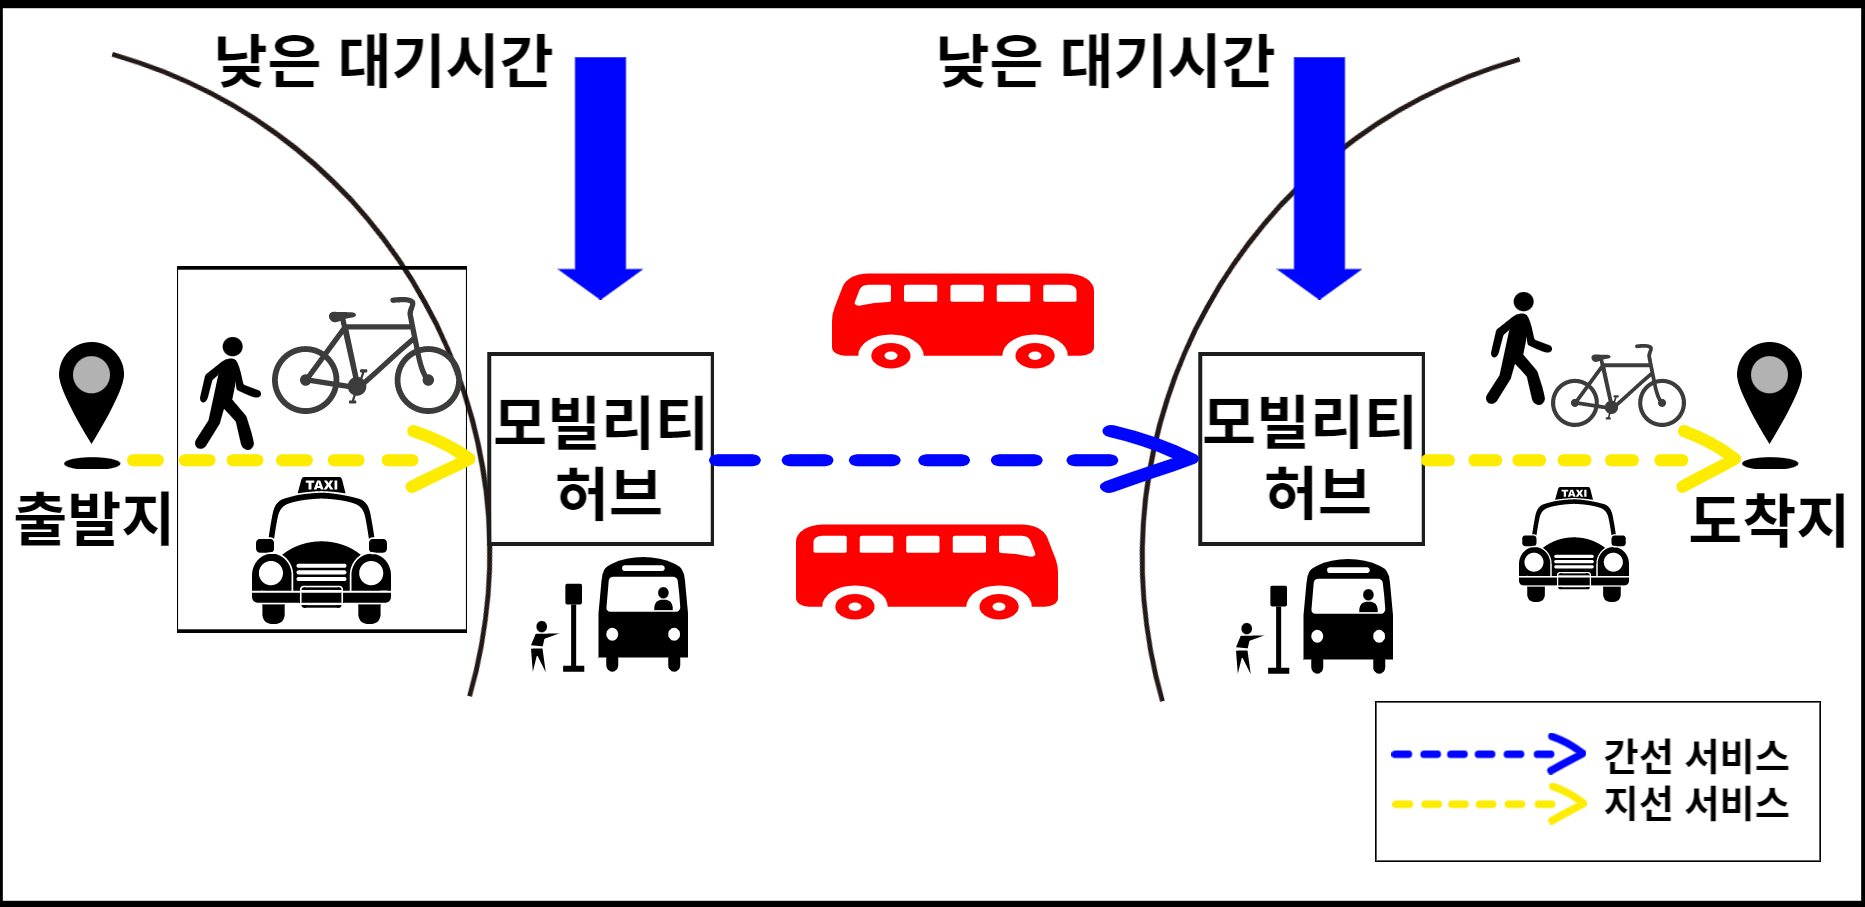 낮은 대기시간
낮은 대기시간
출발지
TAXI
모빌리티
허브
모빌리티
허브
TAXI
도착지
간선 서비스
지선 서비스